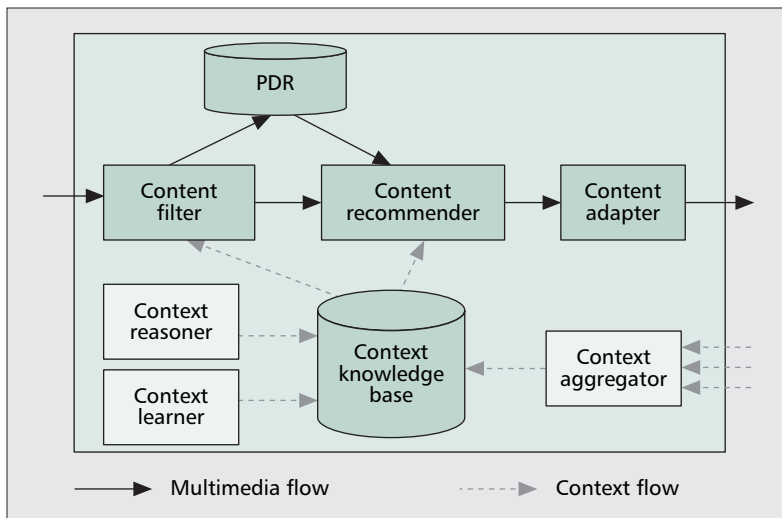 PDR
Content
filter
Content
recommender
Content
adapter
Context
reasoner
Context
learner
Context
knowledge
base
Context
aggregator
Multimedia flow
Context flow